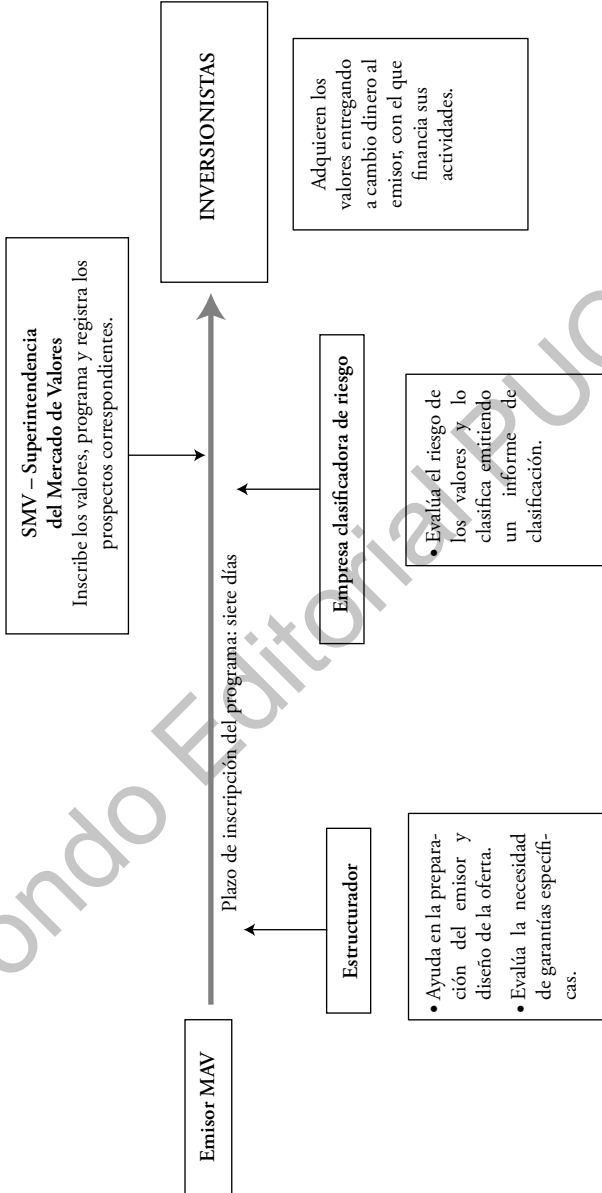 SMV – Superintendencia
del Mercado de Valores
Inscribe los valores, programa y registra los
prospectos correspondientes.
Emisor MAV
INVERSIONISTAS
Plazo de inscripción del programa: siete días
Estructurador
Empresa clasificadora de riesgo
Adquieren los
valores entregando
a cambio dinero al
emisor, con el que
financia sus
actividades.
• Ayuda en la prepara-
ción del emisor y
diseño de la oferta.
• Evalúa la necesidad
de garantías específi-
cas.
• Evalúa el riesgo de
los valores y lo
clasifica emitiendo
un informe de
clasificación.
ondo Editorial PUC